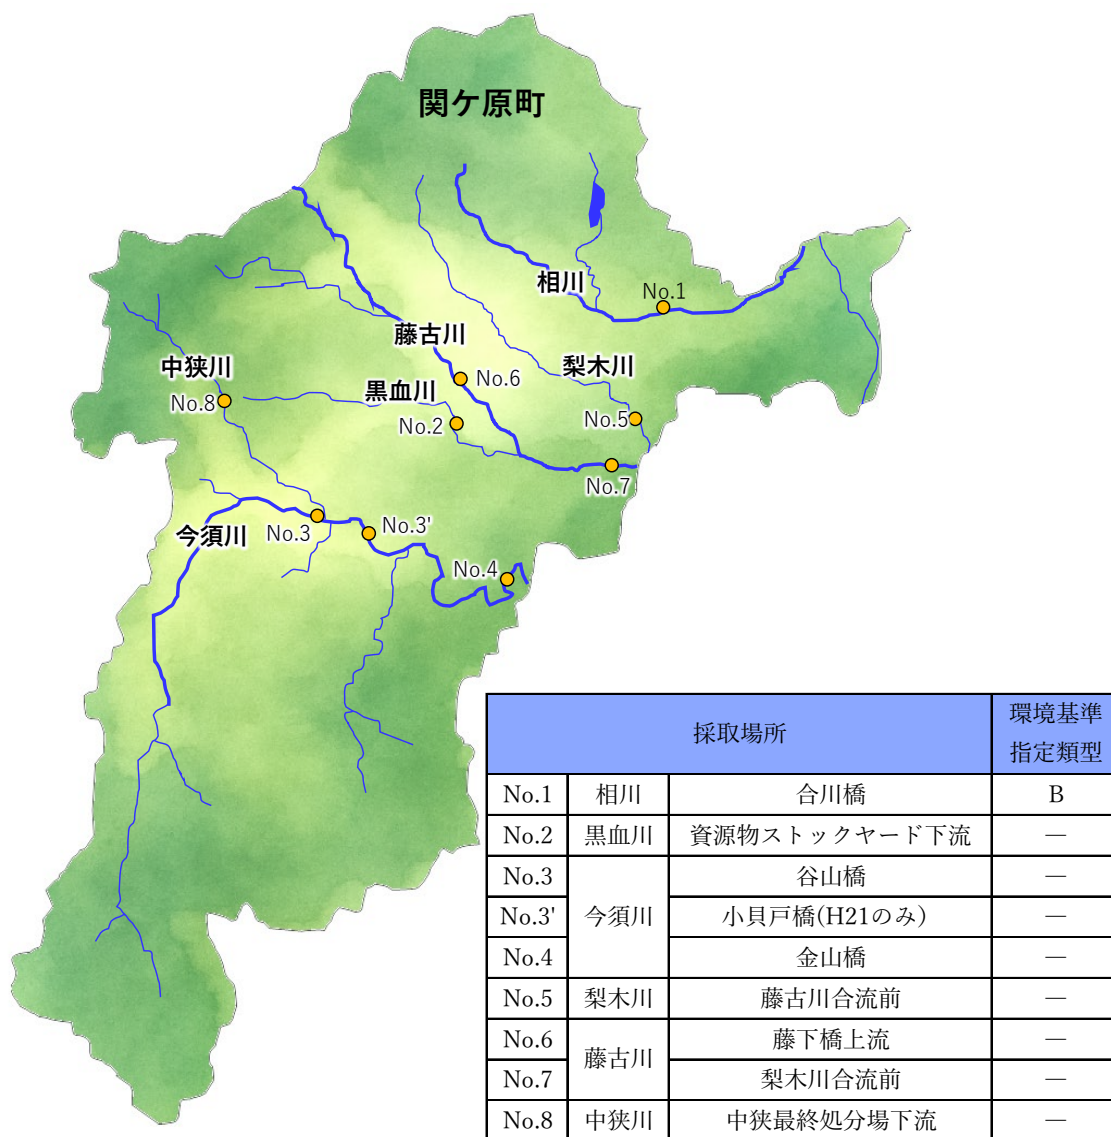 関ケ原町
相川
No.1
藤古川
中狭川
梨木川
No.6
黒血川
No.8
No.2
No.5
No.7
今須川
No.3
No.3'
No.4
採取場所
環境基準
指定類型
No.1 相川 合川橋 B
No.2 黒血川 資源物ストックヤード下流 ―
No.3 今須川 谷山橋 ―
No.3' 小貝戸橋(H21のみ) ―
No.4 金山橋 ―
No.5 梨木川 藤古川合流前 ―
No.6 藤古川 藤下橋上流 ―
No.7 梨木川合流前 ―
No.8 中狭川 中狭最終処分場下流 ―